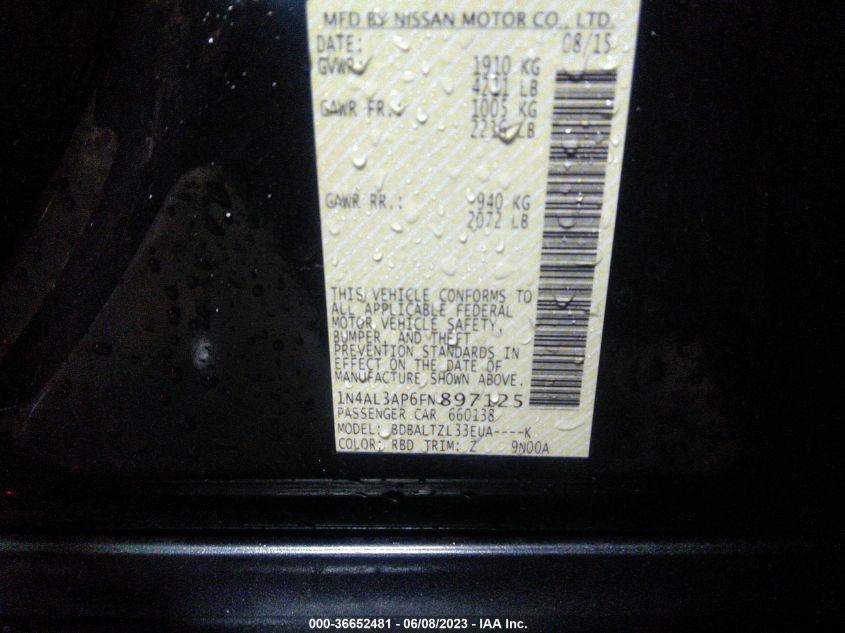 MFD BY NISSAN MOTOR CO., LTD.
DATE: 08/15
GVWR: 1910 KG
4211 LB
GAWR FR.: 1005 KG
2216 LB
GAWR RR.: 940 KG
2072 LB
THIS VEHICLE CONFORMS TO
ALL APPLICABLE FEDERAL
MOTOR VEHICLE SAFETY,
BUMPER, AND THEFT
PREVENTION STANDARDS IN
EFFECT ON THE DATE OF
MANUFACTURE SHOWN ABOVE.
1N4AL3AP6FN897125
PASSENGER CAR 660138
MODEL: BDBALTZL33EUA----K
COLOR: RBD TRIM: Z 9N00A
000-36652481 - 06/08/2023 - IAA Inc.